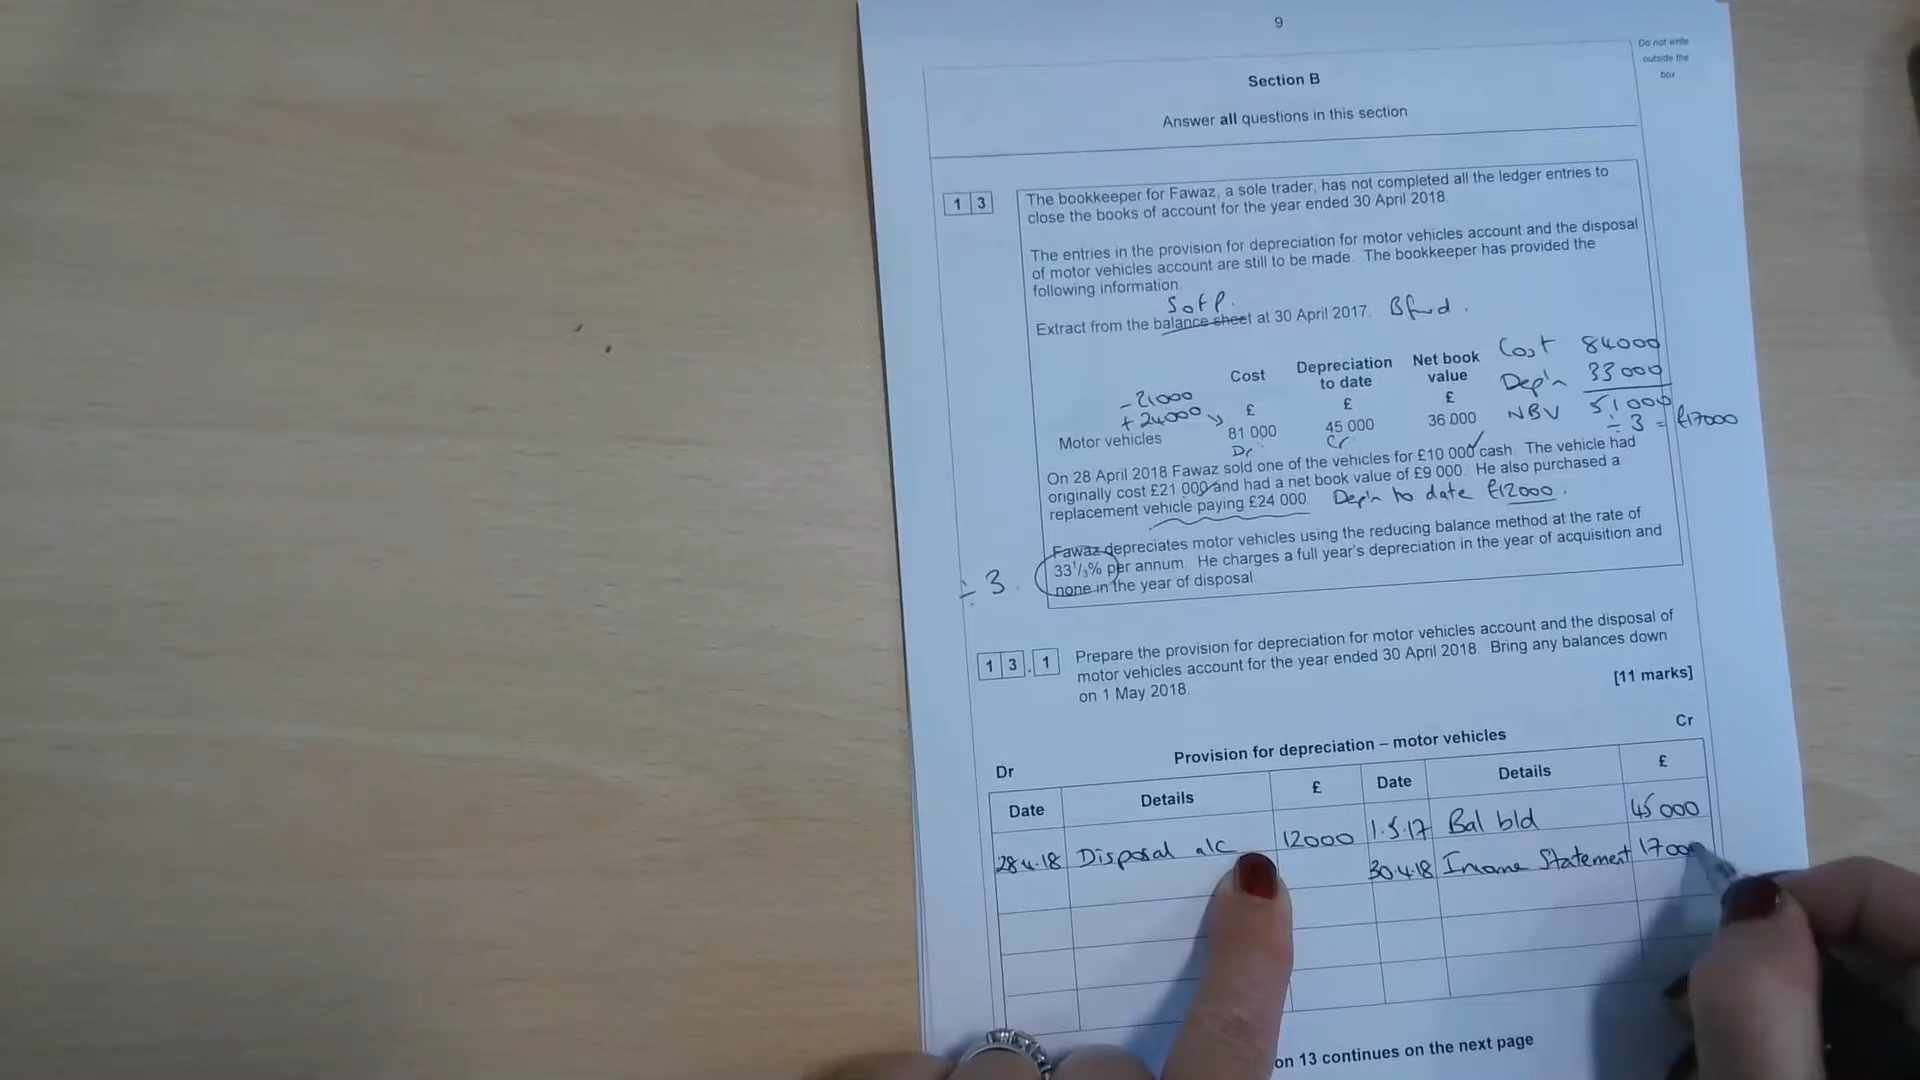 9
Do not write
outside the
box
Section B
Answer all questions in this section
1 3
The bookkeeper for Fawaz, a sole trader, has not completed all the ledger entries to
close the books of account for the year ended 30 April 2018.
The entries in the provision for depreciation for motor vehicles account and the disposal
of motor vehicles account are still to be made. The bookkeeper has provided the
following information.
SofP.
Extract from the balance sheet at 30 April 2017. Bfwd.
Cost 84000
Dep'n 33000
NBV 51000
÷ 3 = £17000
Cost Depreciation to date Net book value
£ £ £
-21000
+24000
Motor vehicles 81 000 45 000 36 000
Dr Cr
On 28 April 2018 Fawaz sold one of the vehicles for £10 000 cash. The vehicle had
originally cost £21 000 and had a net book value of £9 000. He also purchased a
replacement vehicle paying £24 000 Dep'n to date £12000.
Fawaz depreciates motor vehicles using the reducing balance method at the rate of
33 1/3% per annum. He charges a full year's depreciation in the year of acquisition and
none in the year of disposal.
÷ 3
1 3 . 1
Prepare the provision for depreciation for motor vehicles account and the disposal of
motor vehicles account for the year ended 30 April 2018. Bring any balances down
on 1 May 2018.
[11 marks]
Dr Provision for depreciation – motor vehicles Cr
Date Details £ Date Details £
28.4.18 Disposal a/c 12000 1.5.17 Bal b/d 45 000
30.4.18 Income Statement 17000
on 13 continues on the next page